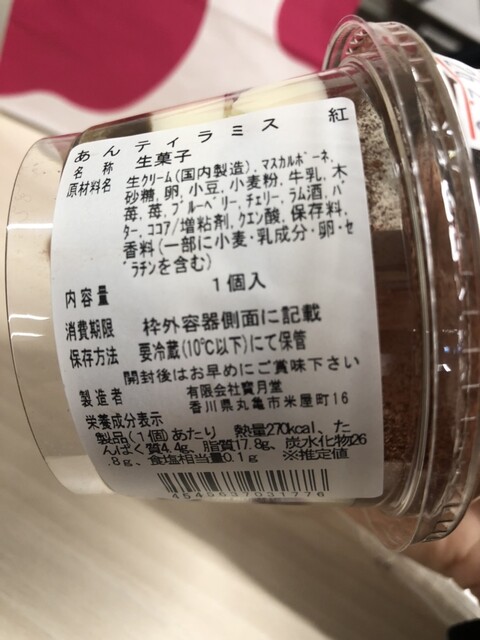 あんティラミス 紅
名称 生菓子
原材料名 生クリーム(国内製造)、マスカルポーネ、
砂糖、卵、小豆、小麦粉、牛乳、木
苺、苺、ブルーベリー、チェリー、ラム酒、バ
ター、ココア/増粘剤、クエン酸、保存料、
香料(一部に小麦・乳成分・卵・ゼ
ラチンを含む)
内容量 1個入
消費期限 枠外容器側面に記載
保存方法 要冷蔵(10℃以下)にて保管
開封後はお早めにご賞味下さい
製造者 有限会社寳月堂
香川県丸亀市米屋町16
栄養成分表示
製品(1個)あたり 熱量270kcal、た
んぱく質4.4g、脂質17.8g、炭水化物26
.8g、食塩相当量0.1g ※推定値
4545637031776